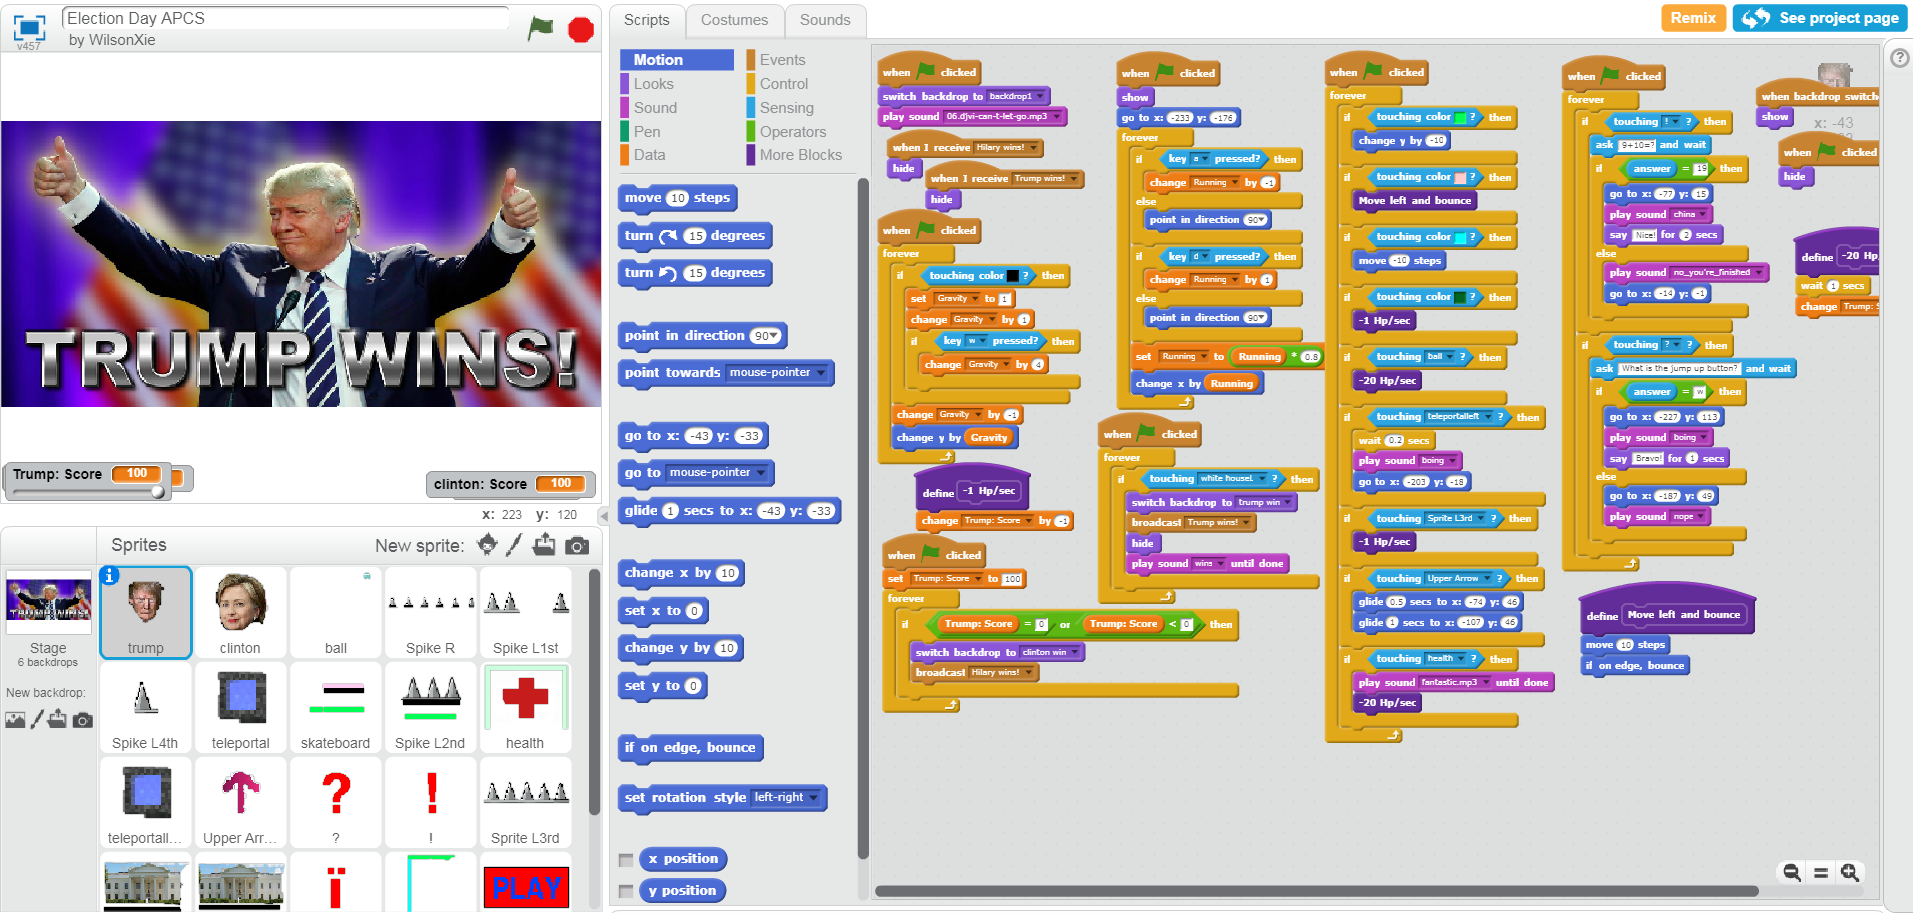 Election Day APCS
by WilsonXie
v457
TRUMP WINS!
Trump: Score 100
clinton: Score 100
x: 223 y: 120
Sprites
New sprite:
Stage
6 backdrops
New backdrop:
trump
clinton
ball
Spike R
Spike L1st
Spike L4th
teleportal
skateboard
Spike L2nd
health
teleportall...
Upper Arr...
?
!
Sprite L3rd
PLAY
Scripts
Costumes
Sounds
Remix
See project page
Motion
Looks
Sound
Pen
Data
Events
Control
Sensing
Operators
More Blocks
move 10 steps
turn 15 degrees
turn 15 degrees
point in direction 90
point towards mouse-pointer
go to x: -43 y: -33
go to mouse-pointer
glide 1 secs to x: -43 y: -33
change x by 10
set x to 0
change y by 10
set y to 0
if on edge, bounce
set rotation style left-right
x position
y position
when clicked
switch backdrop to backdrop1
play sound 06.djvi-can-t-let-go.mp3
when I receive Hilary wins!
hide
when I receive Trump wins!
hide
when clicked
forever
if touching color ? then
set Gravity to 1
change Gravity by 1
if key w pressed? then
change Gravity by 4
change Gravity by -1
change y by Gravity
define -1 Hp/sec
change Trump: Score by -1
when clicked
set Trump: Score to 100
forever
if Trump: Score = 0 or Trump: Score < 0 then
switch backdrop to clinton win
broadcast Hilary wins!
when clicked
show
go to x: -233 y: -176
forever
if key a pressed? then
change Running by -1
else
point in direction 90
if key d pressed? then
change Running by 1
else
point in direction 90
set Running to Running * 0.8
change x by Running
when clicked
forever
if touching white houseL ? then
switch backdrop to trump win
broadcast Trump wins!
hide
play sound wins until done
when clicked
forever
if touching color ? then
change y by -10
if touching color ? then
Move left and bounce
if touching color ? then
move -10 steps
if touching color ? then
-1 Hp/sec
if touching ball ? then
-20 Hp/sec
if touching teleportalleft ? then
wait 0.2 secs
play sound boing
go to x: -203 y: -18
if touching Sprite L3rd ? then
-1 Hp/sec
if touching Upper Arrow ? then
glide 0.5 secs to x: -74 y: 46
glide 1 secs to x: -107 y: 46
if touching health ? then
play sound fantastic.mp3 until done
-20 Hp/sec
when clicked
forever
if touching ! ? then
ask 9+10=? and wait
if answer = 19 then
go to x: -77 y: 15
play sound china
say Nice! for 2 secs
else
play sound no_you're_finished
go to x: -14 y: -1
if touching ? ? then
ask What is the jump up button? and wait
if answer = w then
go to x: -227 y: 113
play sound boing
say Bravo! for 1 secs
else
go to x: -187 y: 49
play sound nope
define Move left and bounce
move 10 steps
if on edge, bounce
when backdrop switch
show
x: -43
when clicked
hide
define -20 Hp
wait 1 secs
change Trump: